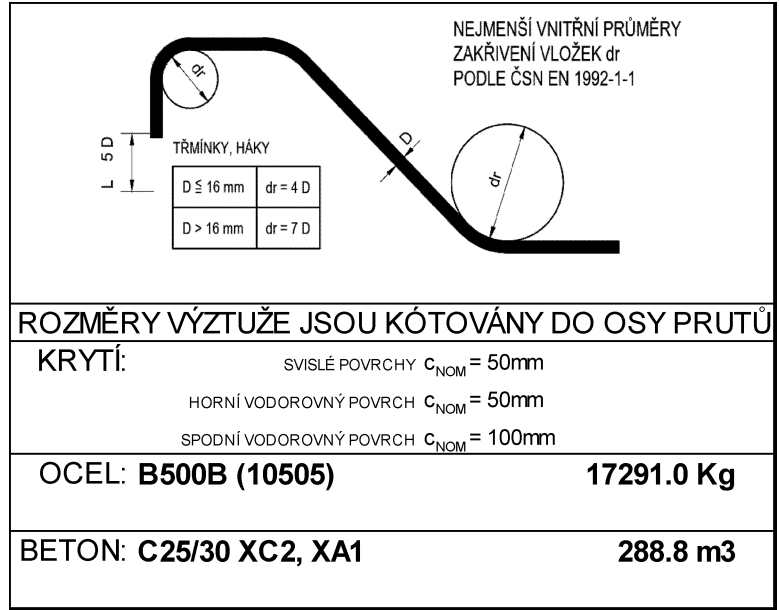 NEJMENŠÍ VNITŘNÍ PRŮMĚRY
ZAKŘIVENÍ VLOŽEK dr
PODLE ČSN EN 1992-1-1
dr
D
L 5 D
dr
TŘMÍNKY, HÁKY
D ≦ 16 mm dr = 4 D
D > 16 mm dr = 7 D
ROZMĚRY VÝZTUŽE JSOU KÓTOVÁNY DO OSY PRUTŮ
KRYTÍ: SVISLÉ POVRCHY cNOM = 50mm
HORNÍ VODOROVNÝ POVRCH cNOM = 50mm
SPODNÍ VODOROVNÝ POVRCH cNOM = 100mm
OCEL: B500B (10505) 17291.0 Kg
BETON: C25/30 XC2, XA1 288.8 m3